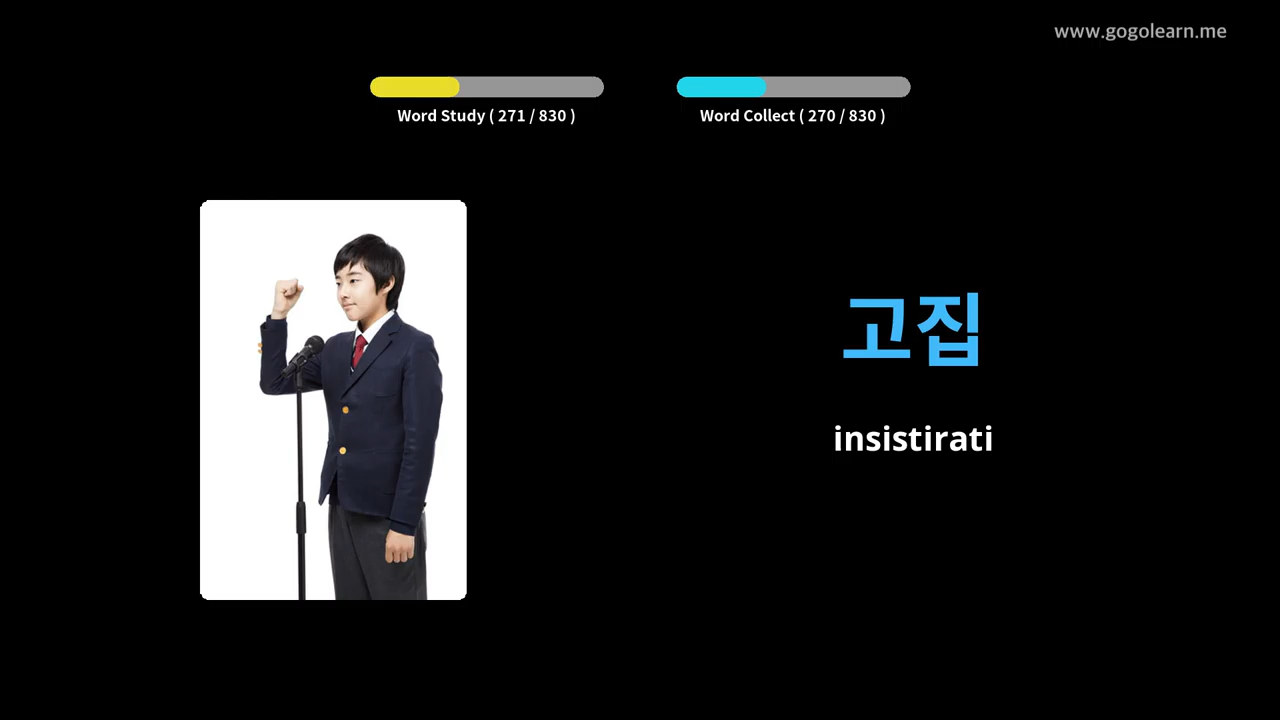 www.gogolearn.me
Word Study ( 271 / 830 )
Word Collect ( 270 / 830 )
고집
insistirati